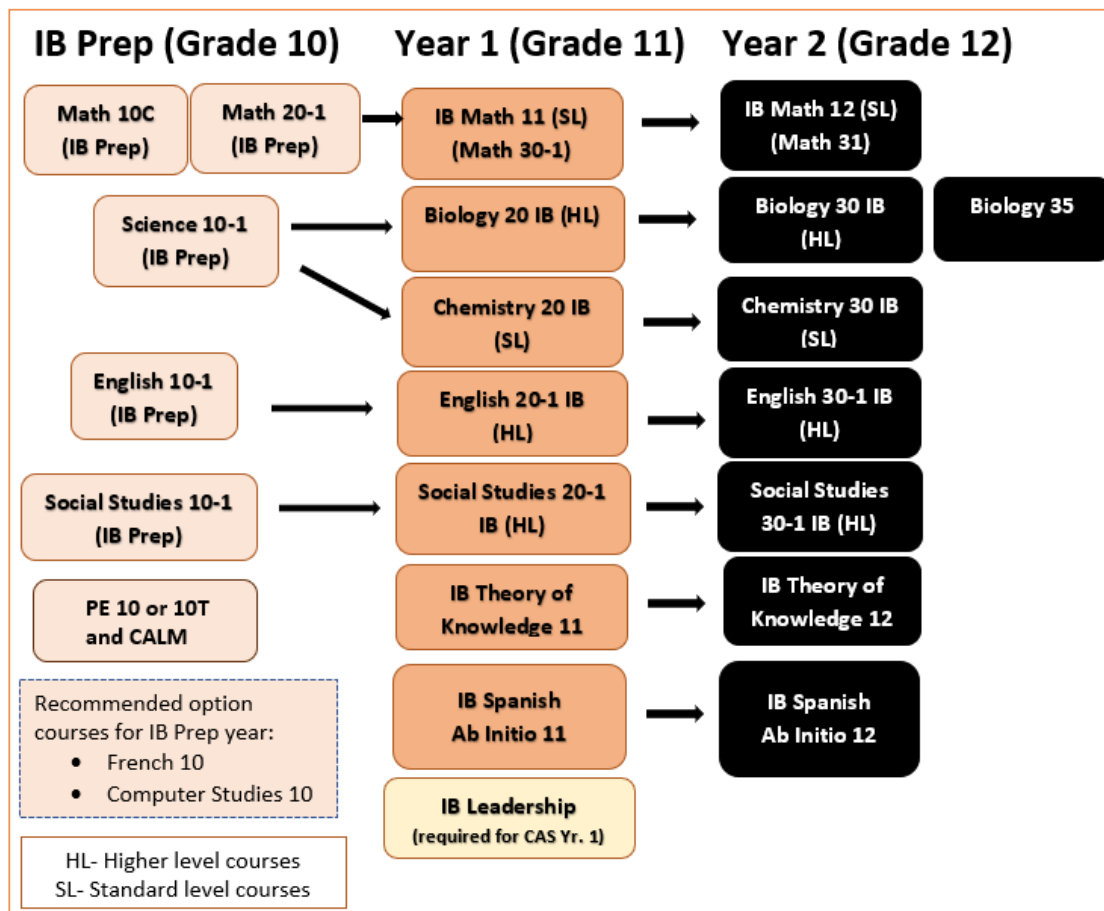 IB Prep (Grade 10)
Year 1 (Grade 11)
Year 2 (Grade 12)
Math 10C
(IB Prep)
Math 20-1
(IB Prep)
IB Math 11 (SL)
(Math 30-1)
IB Math 12 (SL)
(Math 31)
Science 10-1
(IB Prep)
Biology 20 IB (HL)
Biology 30 IB
(HL)
Biology 35
Chemistry 20 IB
(SL)
Chemistry 30 IB
(SL)
English 10-1
(IB Prep)
English 20-1 IB
(HL)
English 30-1 IB
(HL)
Social Studies 10-1
(IB Prep)
Social Studies 20-1
IB (HL)
Social Studies
30-1 IB (HL)
PE 10 or 10T
and CALM
IB Theory of
Knowledge 11
IB Theory of
Knowledge 12
Recommended option
courses for IB Prep year:
• French 10
• Computer Studies 10
IB Spanish
Ab Initio 11
IB Spanish
Ab Initio 12
IB Leadership
(required for CAS Yr. 1)
HL- Higher level courses
SL- Standard level courses